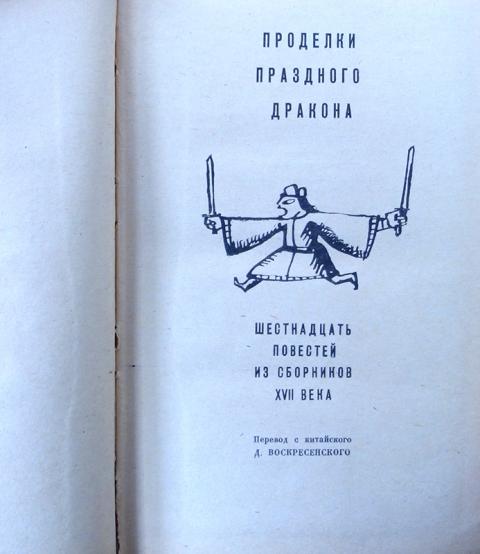 ПРОДЕЛКИ
ПРАЗДНОГО
ДРАКОНА
ШЕСТНАДЦАТЬ
ПОВЕСТЕЙ
ИЗ СБОРНИКОВ
XVII ВЕКА
Перевод с китайского
Д. ВОСКРЕСЕНСКОГО